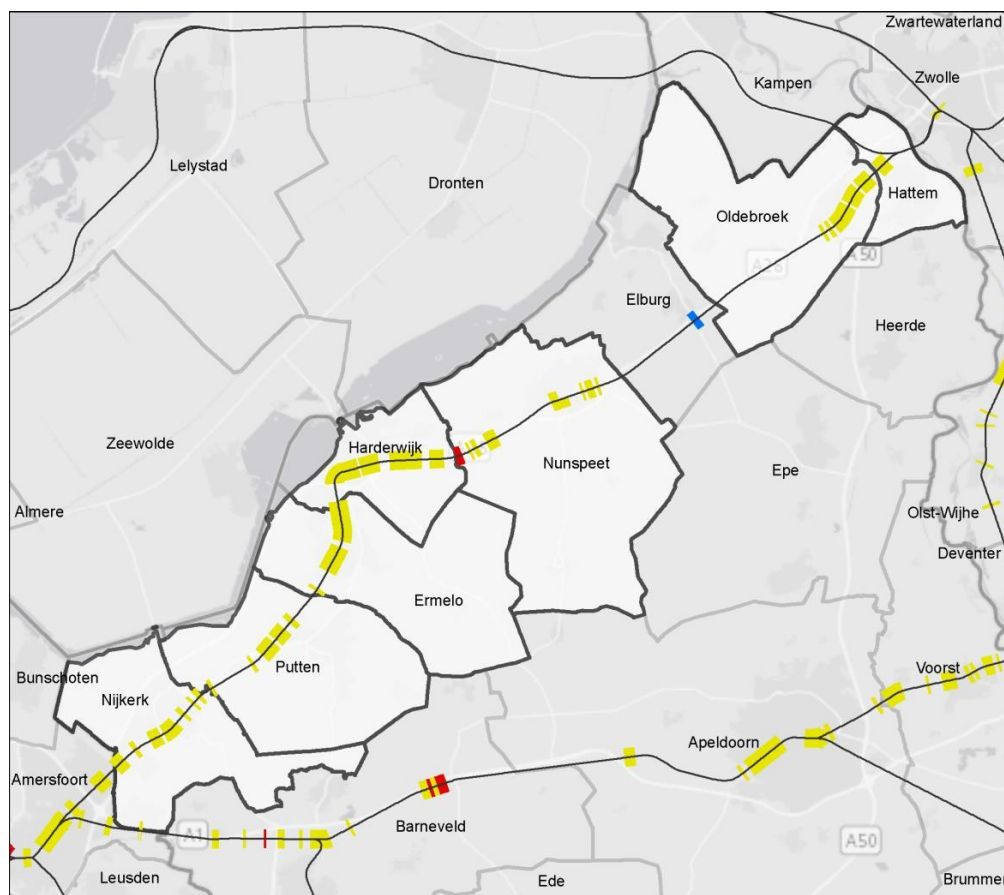 Zwartewaterland
Zwolle
Kampen
Lelystad
Dronten
Hattem
Oldebroek
A28
A50
Elburg
Heerde
Zeewolde
Harderwijk
Nunspeet
Epe
Almere
Olst-Wijhe
Deventer
Ermelo
Bunschoten
Putten
Voorst
Nijkerk
Apeldoorn
Amersfoort
Barneveld
A1
A50
Leusden
Ede
Brummen